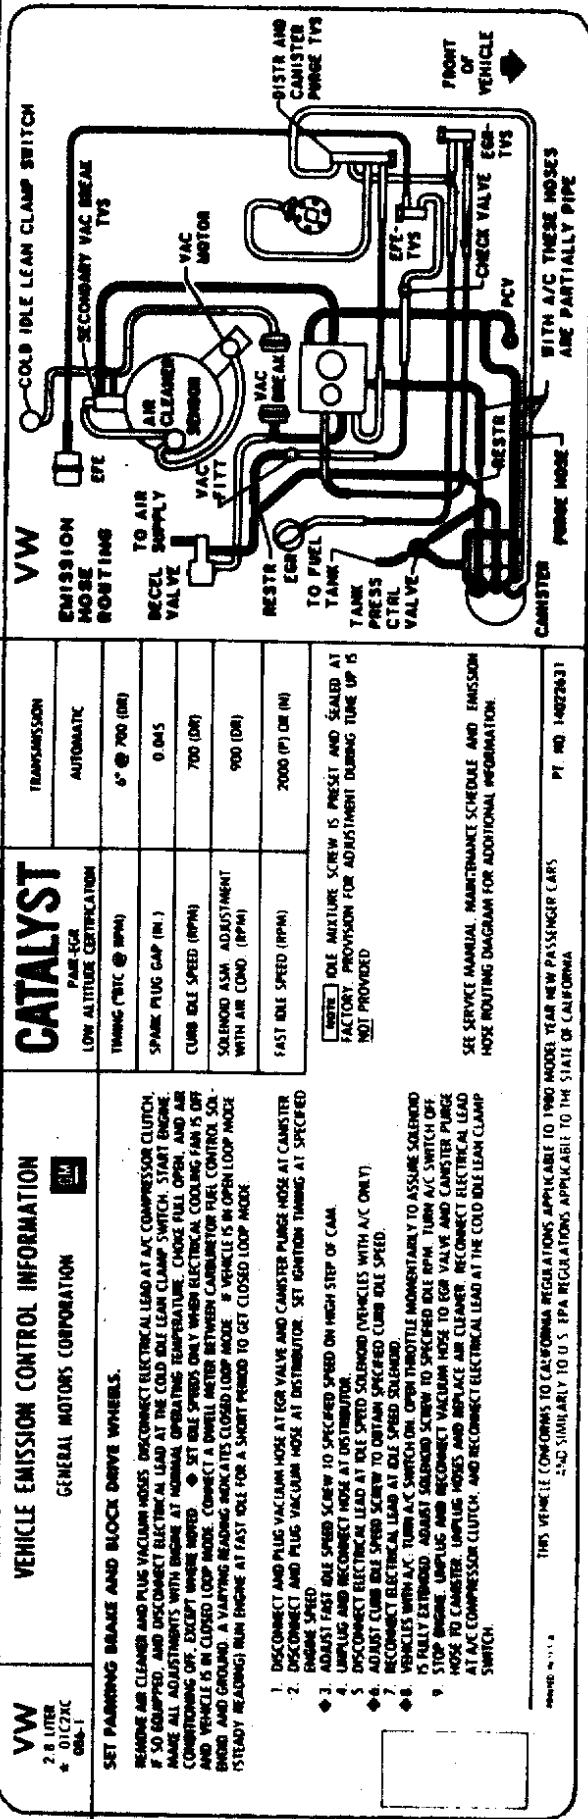 VW
2.8 LITER
* 01C2XC
086-1
VEHICLE EMISSION CONTROL INFORMATION
GENERAL MOTORS CORPORATION
GM
SET PARKING BRAKE AND BLOCK DRIVE WHEELS.
REMOVE AIR CLEANER AND PLUG VACUUM HOSES. DISCONNECT ELECTRICAL LEAD AT A/C COMPRESSOR CLUTCH,
IF SO EQUIPPED, AND DISCONNECT ELECTRICAL LEAD AT THE COLD IDLE LEAN CLAMP SWITCH. START ENGINE.
MAKE ALL ADJUSTMENTS WITH ENGINE AT NORMAL OPERATING TEMPERATURE, CHOKE FULL OPEN, AND AIR
CONDITIONING OFF, EXCEPT WHERE NOTED. ◆ SET IDLE SPEEDS ONLY WHEN ELECTRICAL COOLING FAN IS OFF
AND VEHICLE IS IN CLOSED LOOP MODE. CONNECT A DWELL METER BETWEEN CARBURETOR FUEL CONTROL SOL-
ENOID AND GROUND. A VARYING READING INDICATES CLOSED LOOP MODE. IF VEHICLE IS IN OPEN LOOP MODE
(STEADY READING) RUN ENGINE AT FAST IDLE FOR A SHORT PERIOD TO GET CLOSED LOOP MODE.
1. DISCONNECT AND PLUG VACUUM HOSE AT EGR VALVE AND CANISTER PURGE HOSE AT CANISTER
2. DISCONNECT AND PLUG VACUUM HOSE AT DISTRIBUTOR. SET IGNITION TIMING AT SPECIFIED
ENGINE SPEED.
◆ 3. ADJUST FAST IDLE SPEED SCREW TO SPECIFIED SPEED ON HIGH STEP OF CAM.
4. UNPLUG AND RECONNECT HOSE AT DISTRIBUTOR.
5. DISCONNECT ELECTRICAL LEAD AT IDLE SPEED SOLENOID (VEHICLES WITH A/C ONLY).
◆ 6. ADJUST CURB IDLE SPEED SCREW TO OBTAIN SPECIFIED CURB IDLE SPEED.
7. RECONNECT ELECTRICAL LEAD AT IDLE SPEED SOLENOID.
◆ 8. VEHICLES WITH A/C: TURN A/C SWITCH ON. OPEN THROTTLE MOMENTARILY TO ASSURE SOLENOID
IS FULLY EXTENDED. ADJUST SOLENOID SCREW TO SPECIFIED IDLE RPM. TURN A/C SWITCH OFF.
9. STOP ENGINE. UNPLUG AND RECONNECT VACUUM HOSE TO EGR VALVE AND CANISTER PURGE
HOSE TO CANISTER. UNPLUG HOSES AND REPLACE AIR CLEANER. RECONNECT ELECTRICAL LEAD
AT A/C COMPRESSOR CLUTCH, AND RECONNECT ELECTRICAL LEAD AT THE COLD IDLE LEAN CLAMP
SWITCH.
PRINTED IN U.S.A.
CATALYST
PAIR-EGR
LOW ALTITUDE CERTIFICATION
TRANSMISSION
AUTOMATIC
TIMING (°BTC @ RPM) 6° @ 700 (DR)
SPARK PLUG GAP (IN.) 0.045
CURB IDLE SPEED (RPM) 700 (DR)
SOLENOID ASM. ADJUSTMENT
WITH AIR COND. (RPM) 900 (DR)
FAST IDLE SPEED (RPM) 2000 (P) OR (N)
NOTE IDLE MIXTURE SCREW IS PRESET AND SEALED AT
FACTORY. PROVISION FOR ADJUSTMENT DURING TUNE UP IS
NOT PROVIDED
SEE SERVICE MANUAL MAINTENANCE SCHEDULE AND EMISSION
HOSE ROUTING DIAGRAM FOR ADDITIONAL INFORMATION.
THIS VEHICLE CONFORMS TO CALIFORNIA REGULATIONS APPLICABLE TO 1980 MODEL YEAR NEW PASSENGER CARS
AND SIMILARLY TO U.S. EPA REGULATIONS APPLICABLE TO THE STATE OF CALIFORNIA
PT. NO. 14022631
VW
EMISSION
HOSE
ROUTING
COLD IDLE LEAN CLAMP SWITCH
SECONDARY VAC BREAK
TVS
EFE
AIR
CLEANER
SENSOR
VAC
MOTOR
DISTR AND
CANISTER
PURGE TVS
FRONT
OF
VEHICLE
TO AIR
SUPPLY
DECEL
VALVE
VAC
FITT
VAC
BREAK
EFE-
TVS
CHECK VALVE
EGR-
TVS
RESTR
EGR
TO FUEL
TANK
TANK
PRESS
CTRL
VALVE
PCV
RESTR
WITH A/C THESE HOSES
ARE PARTIALLY PIPE
CANISTER
PURGE HOSE